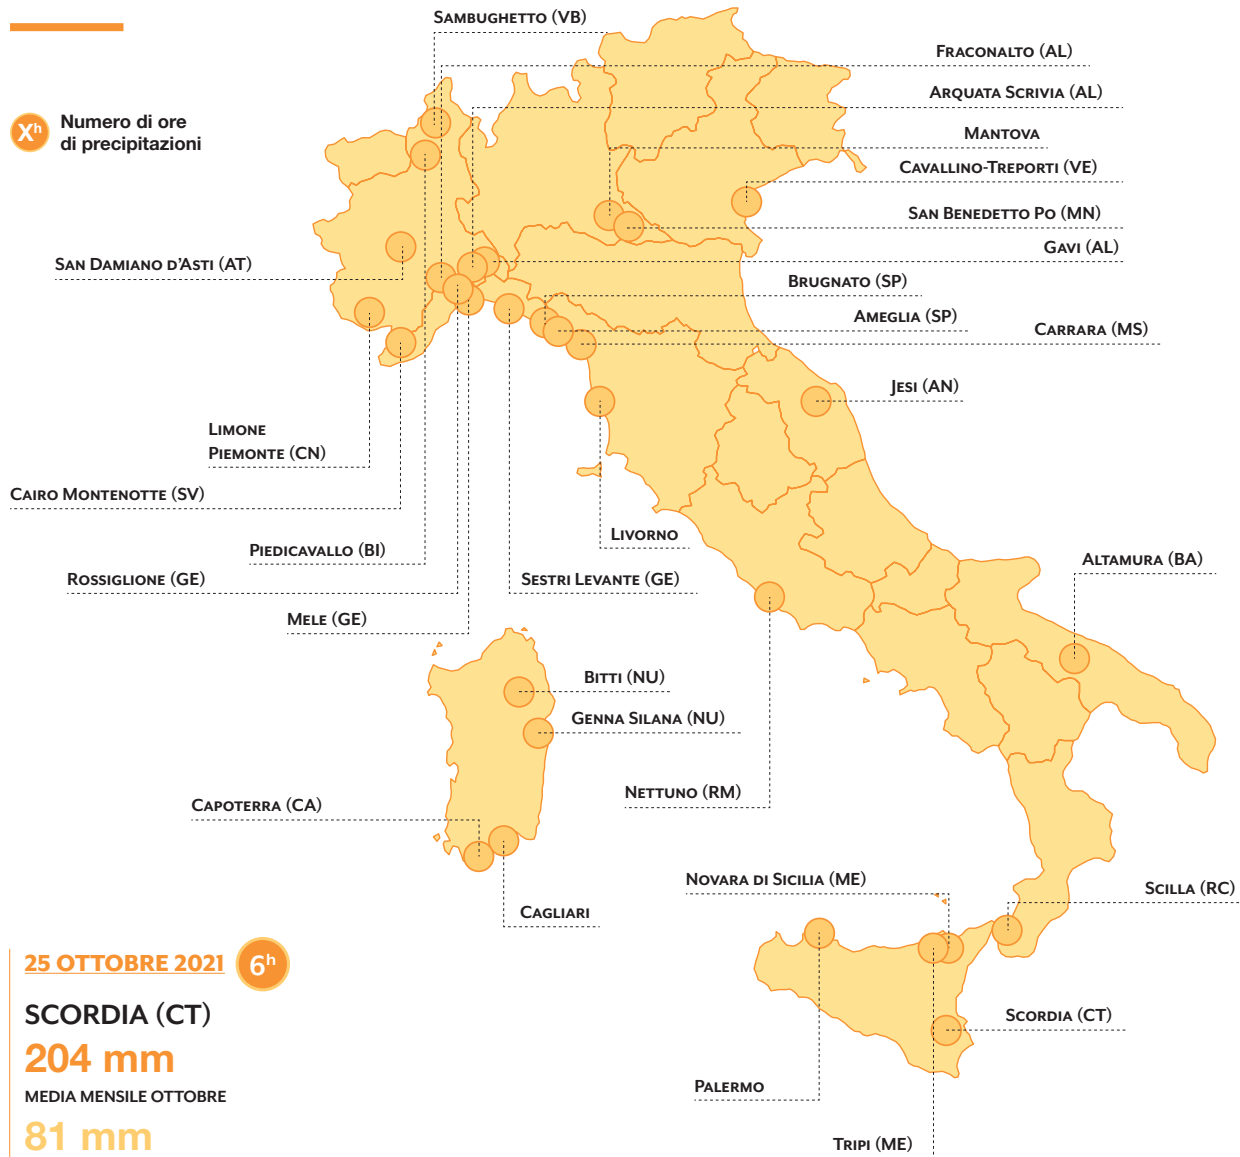 SAMBUGHETTO (VB)
FRACONALTO (AL)
ARQUATA SCRIVIA (AL)
Xh Numero di ore
di precipitazioni
MANTOVA
CAVALLINO-TREPORTI (VE)
SAN BENEDETTO PO (MN)
GAVI (AL)
SAN DAMIANO D'ASTI (AT)
BRUGNATO (SP)
AMEGLIA (SP)
CARRARA (MS)
JESI (AN)
LIMONE
PIEMONTE (CN)
CAIRO MONTENOTTE (SV)
LIVORNO
PIEDICAVALLO (BI)
ALTAMURA (BA)
ROSSIGLIONE (GE)
SESTRI LEVANTE (GE)
MELE (GE)
BITTI (NU)
GENNA SILANA (NU)
NETTUNO (RM)
CAPOTERRA (CA)
NOVARA DI SICILIA (ME)
SCILLA (RC)
CAGLIARI
25 OTTOBRE 2021 6h
SCORDIA (CT)
204 mm
MEDIA MENSILE OTTOBRE
81 mm
SCORDIA (CT)
PALERMO
TRIPI (ME)